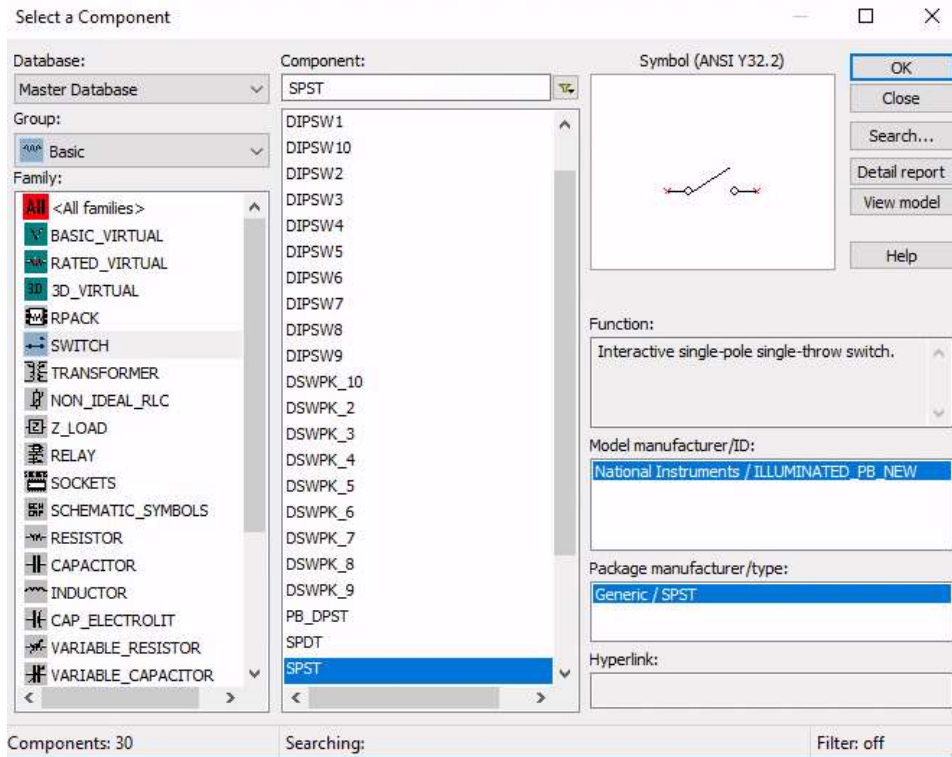 Select a Component
Database:
Master Database
Group:
Basic
Family:
All <All families>
BASIC_VIRTUAL
RATED_VIRTUAL
3D 3D_VIRTUAL
RPACK
SWITCH
TRANSFORMER
NON_IDEAL_RLC
Z Z_LOAD
RELAY
SOCKETS
SCHEMATIC_SYMBOLS
RESISTOR
CAPACITOR
INDUCTOR
CAP_ELECTROLIT
VARIABLE_RESISTOR
VARIABLE_CAPACITOR
Component:
SPST
DIPSW1
DIPSW10
DIPSW2
DIPSW3
DIPSW4
DIPSW5
DIPSW6
DIPSW7
DIPSW8
DIPSW9
DSWPK_10
DSWPK_2
DSWPK_3
DSWPK_4
DSWPK_5
DSWPK_6
DSWPK_7
DSWPK_8
DSWPK_9
PB_DPST
SPDT
SPST
Symbol (ANSI Y32.2)
Function:
Interactive single-pole single-throw switch.
Model manufacturer/ID:
National Instruments / ILLUMINATED_PB_NEW
Package manufacturer/type:
Generic / SPST
Hyperlink:
OK
Close
Search...
Detail report
View model
Help
Components: 30
Searching:
Filter: off